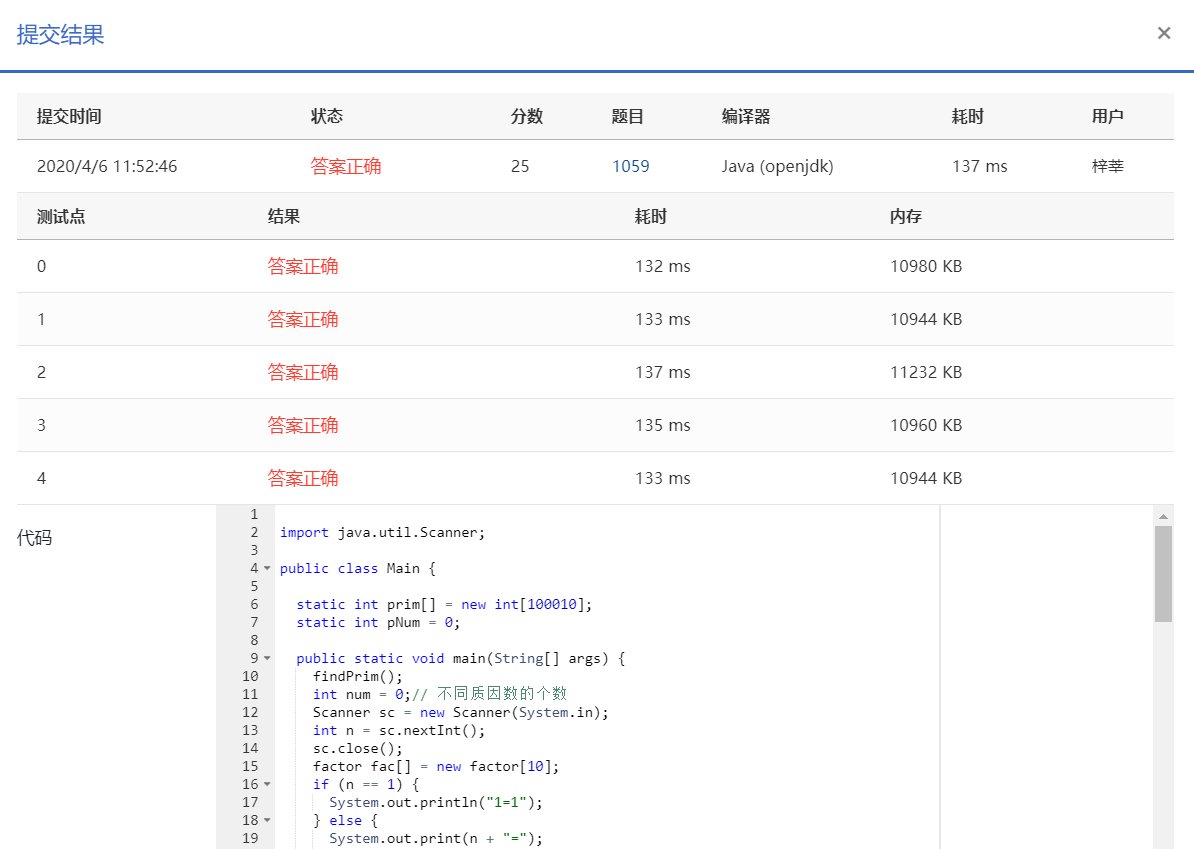 提交结果
×
提交时间 状态 分数 题目 编译器 耗时 用户
2020/4/6 11:52:46 答案正确 25 1059 Java (openjdk) 137 ms 梓莘
测试点 结果 耗时 内存
0 答案正确 132 ms 10980 KB
1 答案正确 133 ms 10944 KB
2 答案正确 137 ms 11232 KB
3 答案正确 135 ms 10960 KB
4 答案正确 133 ms 10944 KB
代码
1
2 import java.util.Scanner;
3
4 public class Main {
5
6 static int prim[] = new int[100010];
7 static int pNum = 0;
8
9 public static void main(String[] args) {
10 findPrim();
11 int num = 0;// 不同质因数的个数
12 Scanner sc = new Scanner(System.in);
13 int n = sc.nextInt();
14 sc.close();
15 factor fac[] = new factor[10];
16 if (n == 1) {
17 System.out.println("1=1");
18 } else {
19 System.out.print(n + "=");